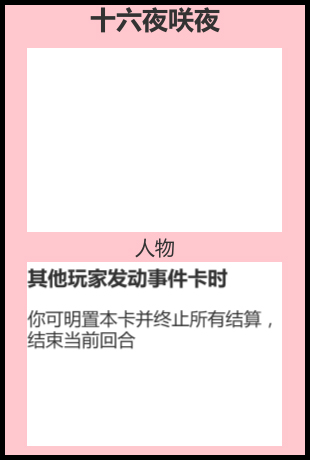 十六夜咲夜
人物
其他玩家发动事件卡时
你可明置本卡并终止所有结算，
结束当前回合